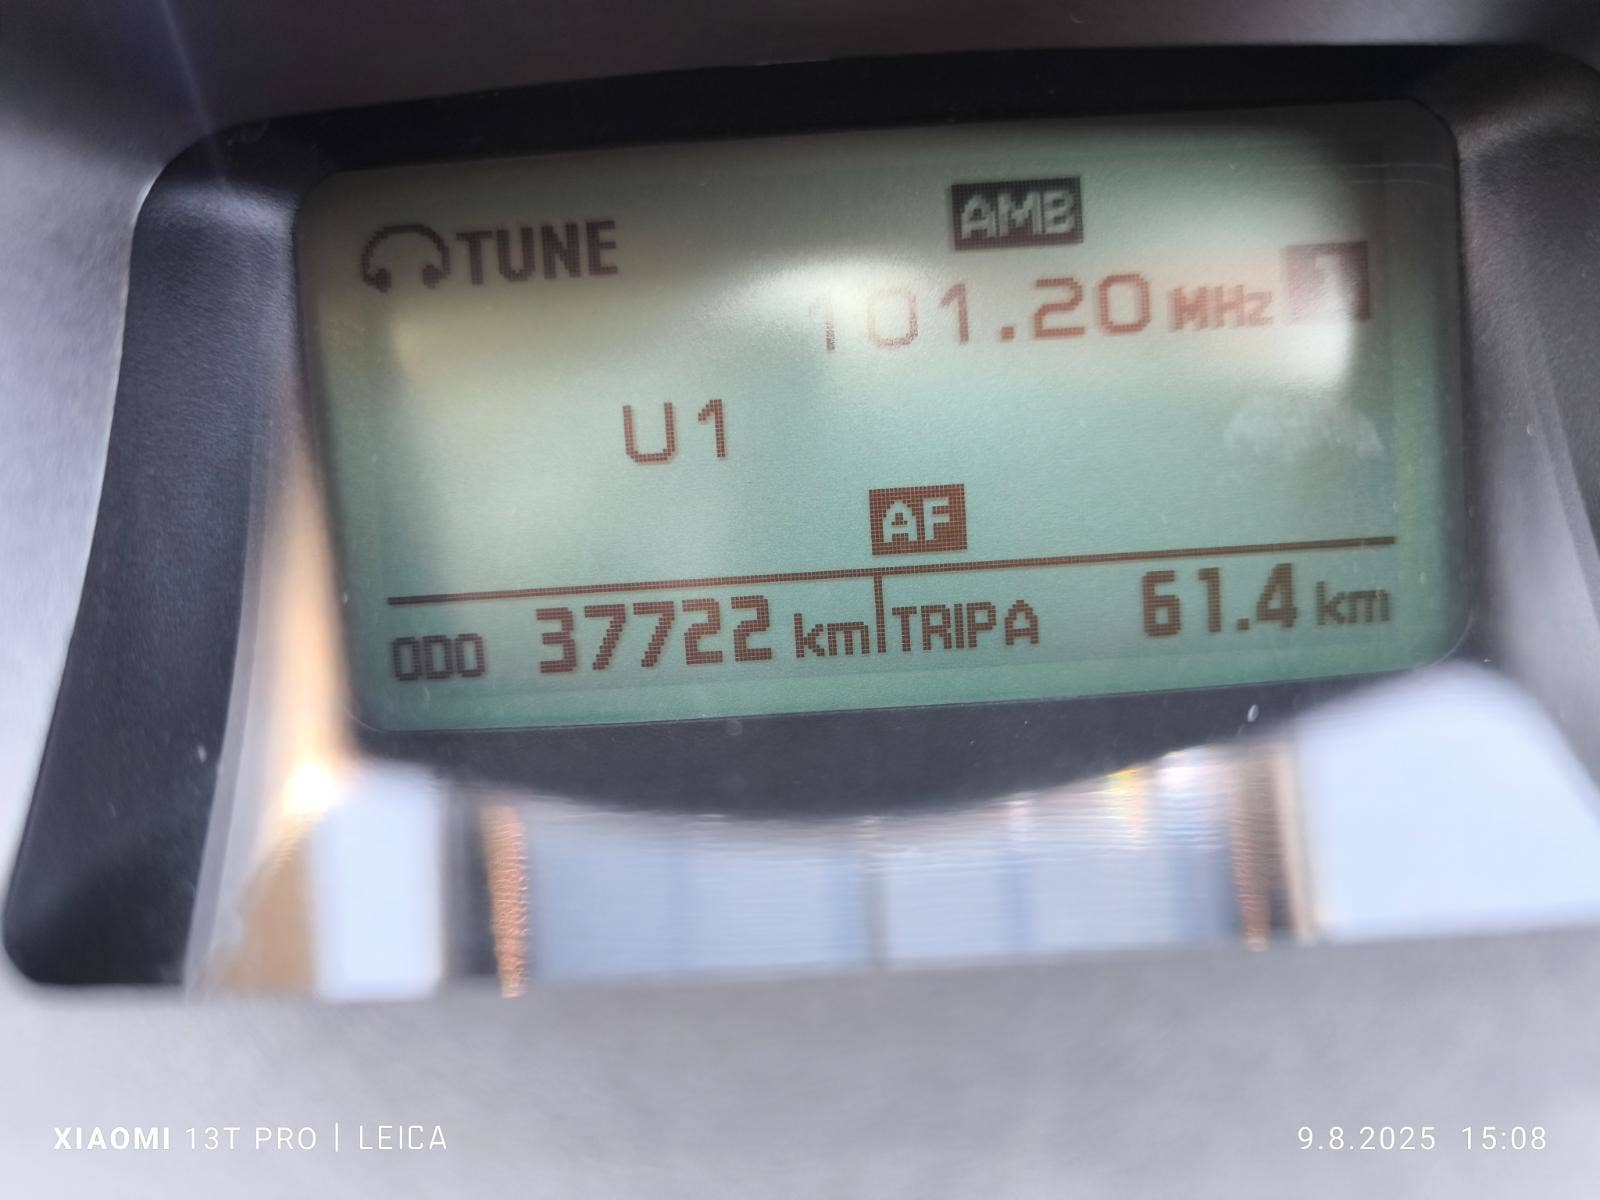 TUNE
AMB
101.20 MHz
U1
AF
ODO 37722 km TRIP A 61.4 km
XIAOMI 13T PRO | LEICA
9.8.2025 15:08